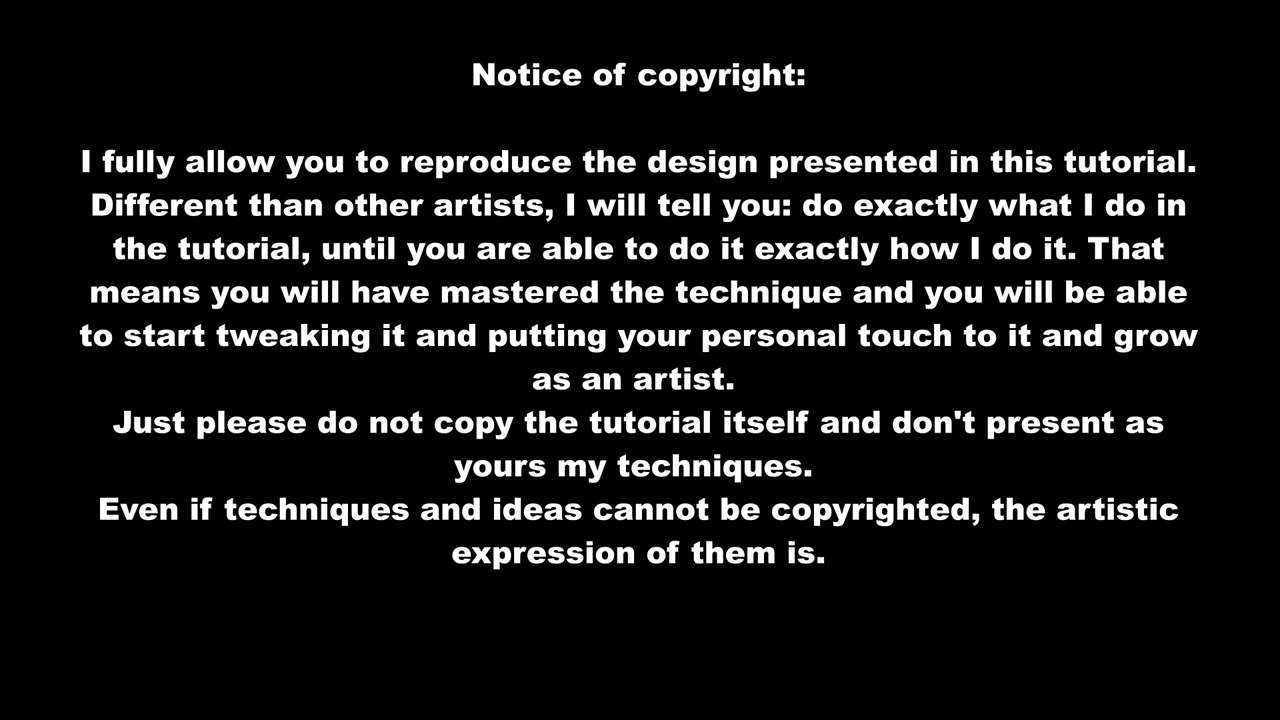 Notice of copyright:
I fully allow you to reproduce the design presented in this tutorial.
Different than other artists, I will tell you: do exactly what I do in
the tutorial, until you are able to do it exactly how I do it. That
means you will have mastered the technique and you will be able
to start tweaking it and putting your personal touch to it and grow
as an artist.
Just please do not copy the tutorial itself and don't present as
yours my techniques.
Even if techniques and ideas cannot be copyrighted, the artistic
expression of them is.